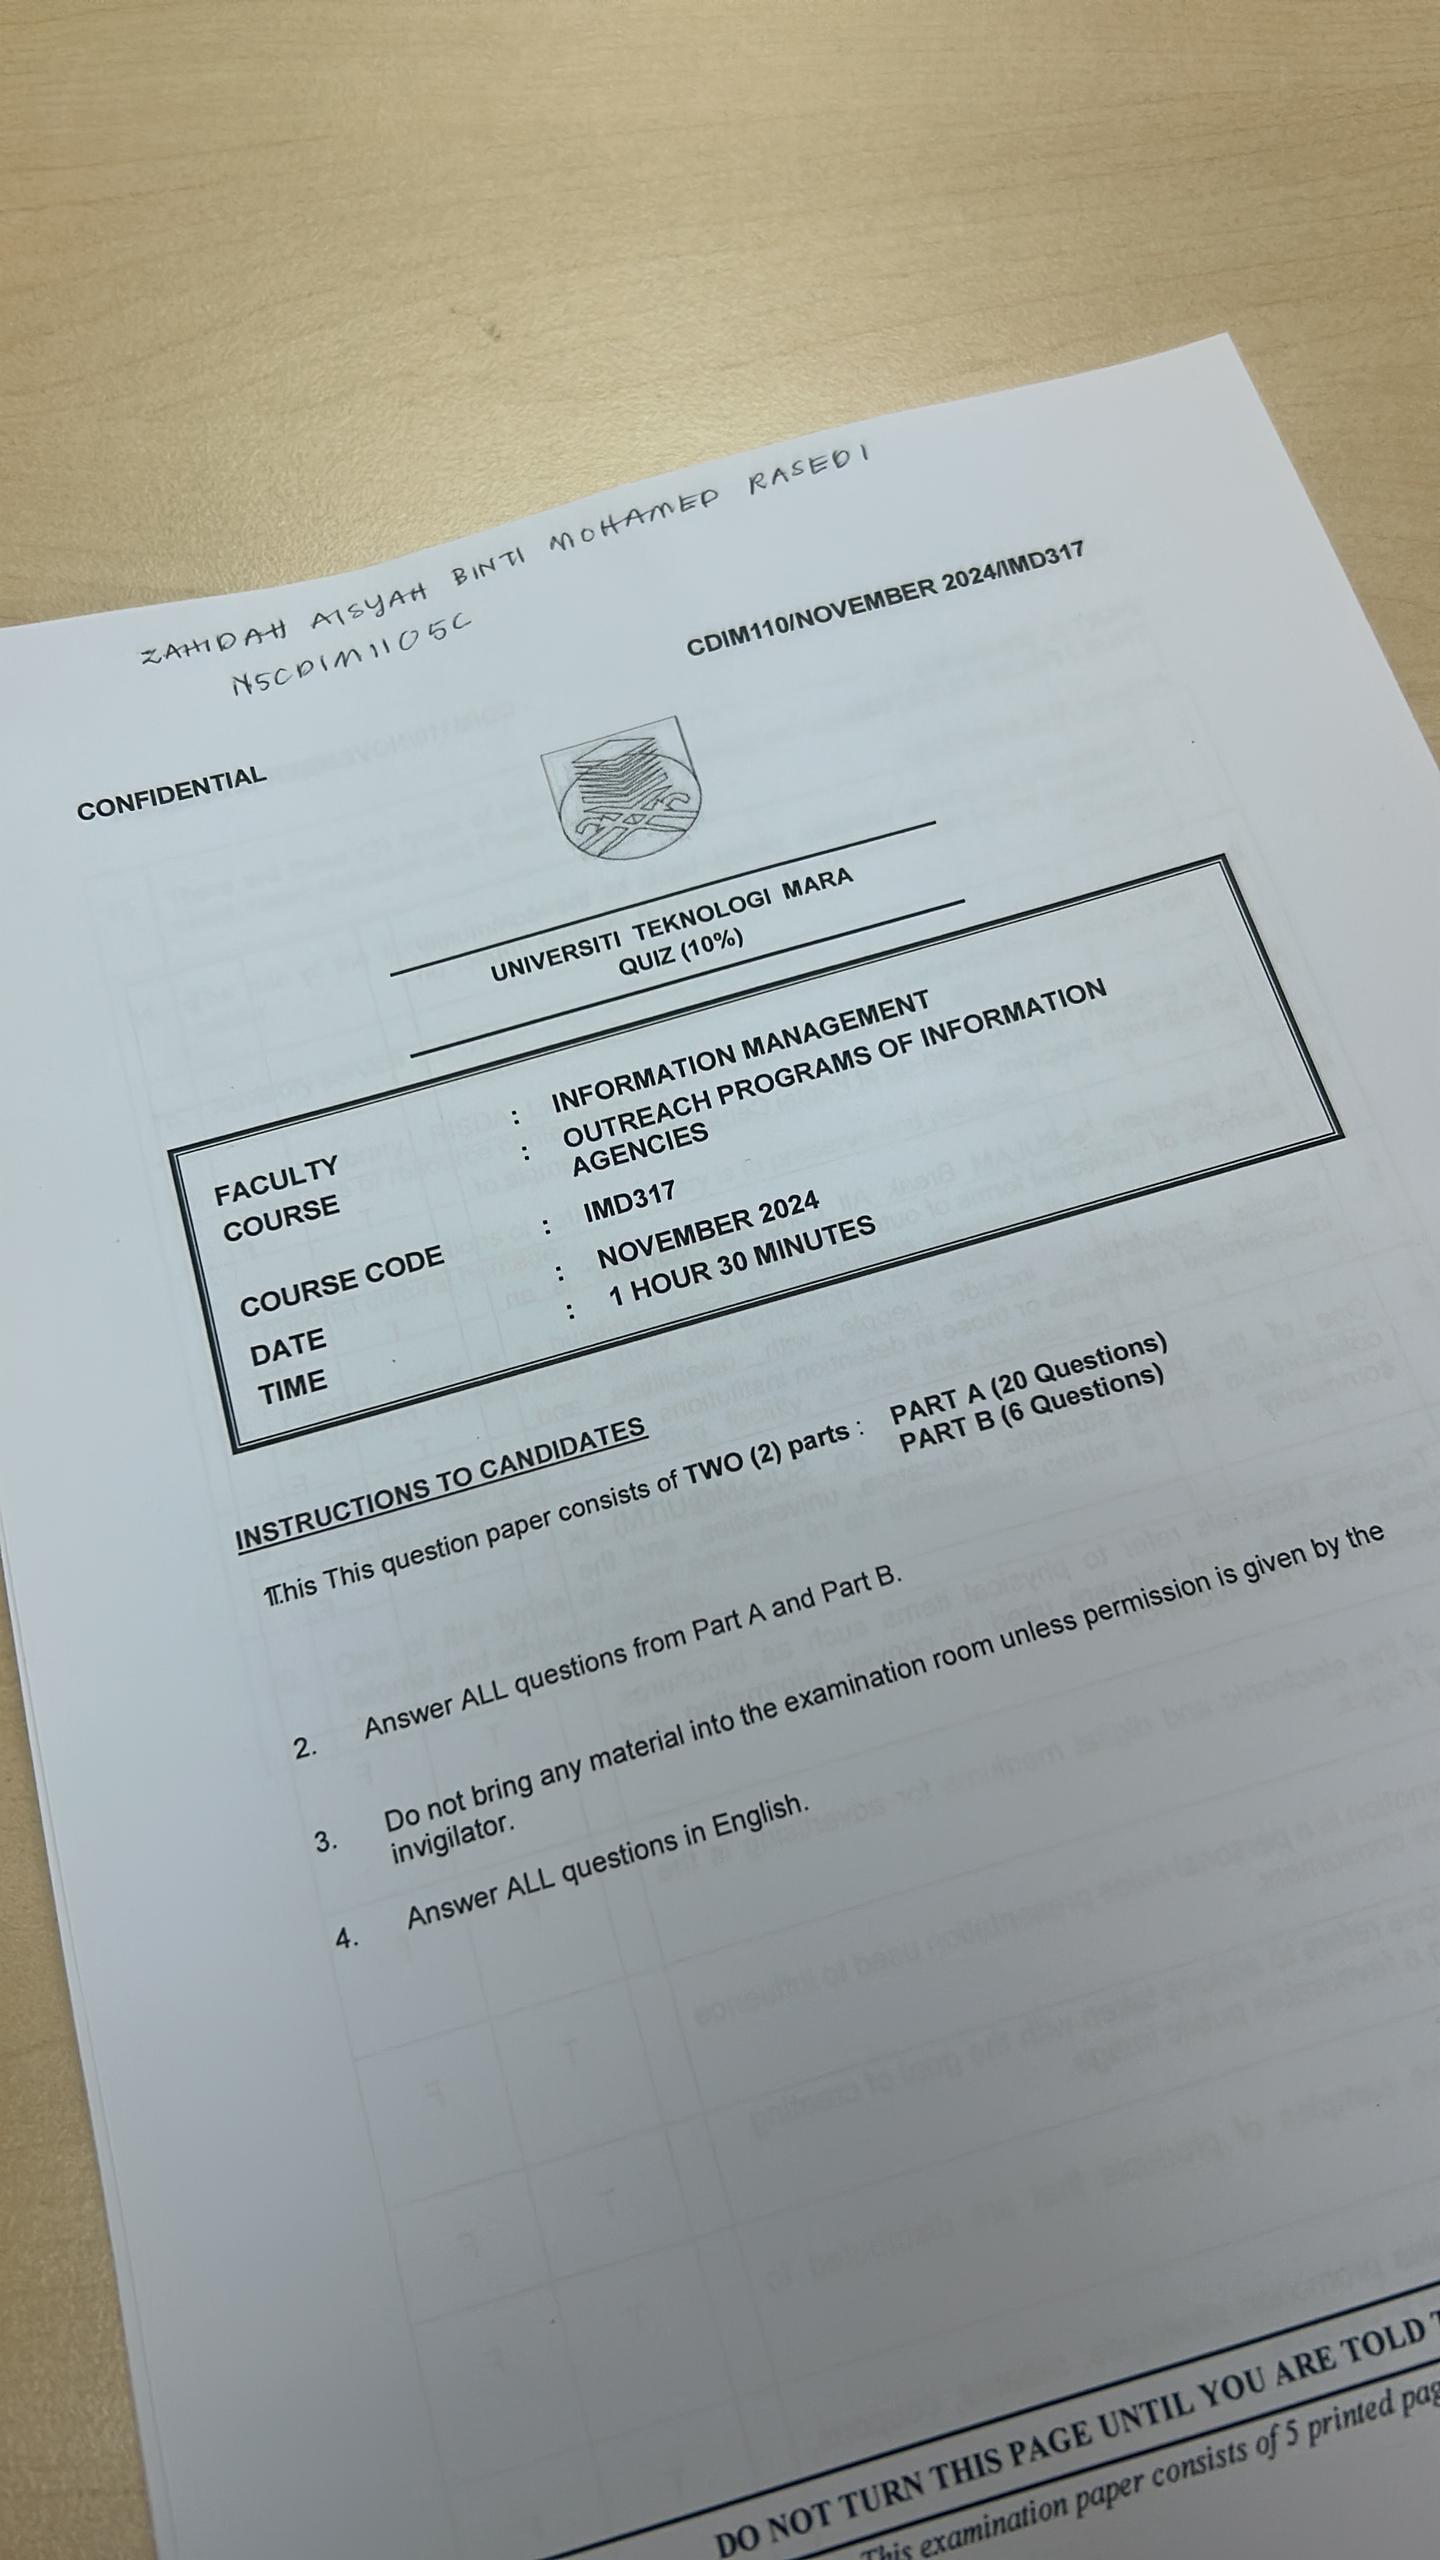 ZAHIDAH AISYAH BINTI MOHAMED RASEDI
N5CDIM1105C
CDIM110/NOVEMBER 2024/IMD317
CONFIDENTIAL
UNIVERSITI TEKNOLOGI MARA
QUIZ (10%)
FACULTY : INFORMATION MANAGEMENT
COURSE : OUTREACH PROGRAMS OF INFORMATION
AGENCIES
COURSE CODE : IMD317
DATE : NOVEMBER 2024
TIME : 1 HOUR 30 MINUTES
INSTRUCTIONS TO CANDIDATES
1. This This question paper consists of TWO (2) parts : PART A (20 Questions)
PART B (6 Questions)
2. Answer ALL questions from Part A and Part B.
3. Do not bring any material into the examination room unless permission is given by the
invigilator.
4. Answer ALL questions in English.
DO NOT TURN THIS PAGE UNTIL YOU ARE TOLD
This examination paper consists of 5 printed